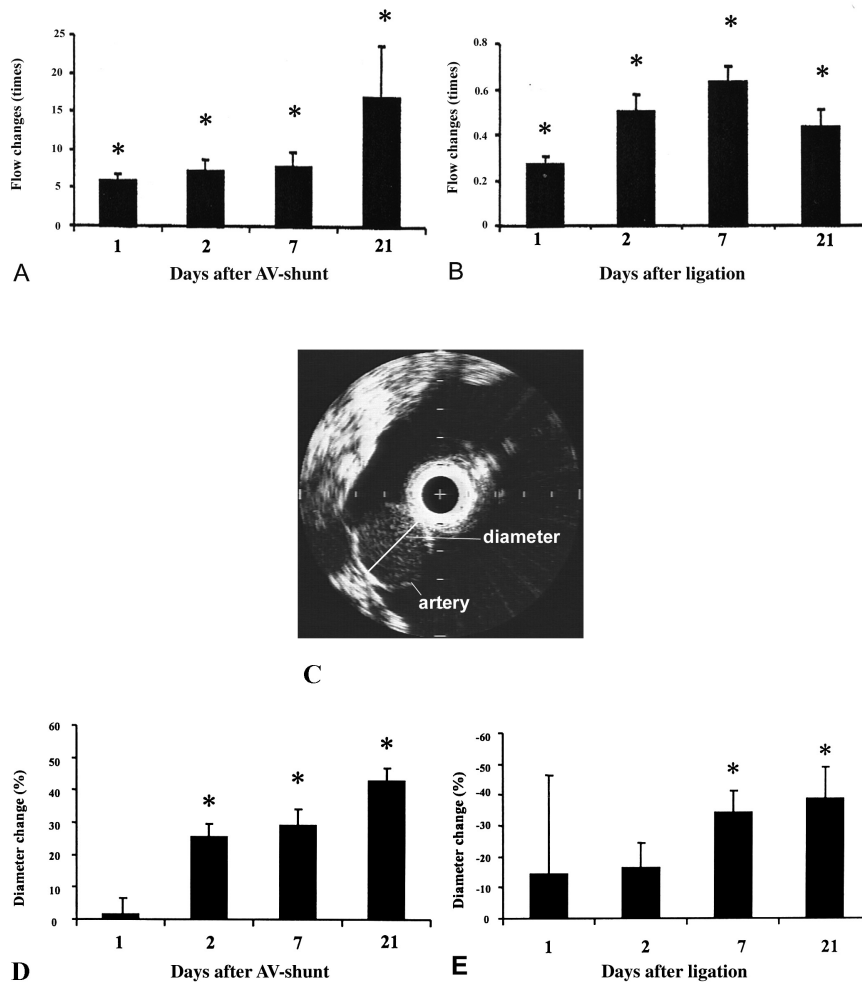 *
*
*
*
25
20
15
10
5
0
Flow changes (times)
1 2 7 21
Days after AV-shunt
A
*
*
*
*
0.8
0.6
0.4
0.2
0
Flow changes (times)
1 2 7 21
Days after ligation
B
diameter
artery
C
*
*
*
60
50
40
30
20
10
0
Diameter change (%)
1 2 7 21
Days after AV-shunt
D
*
*
-60
-50
-40
-30
-20
-10
0
Diameter change (%)
1 2 7 21
Days after ligation
E